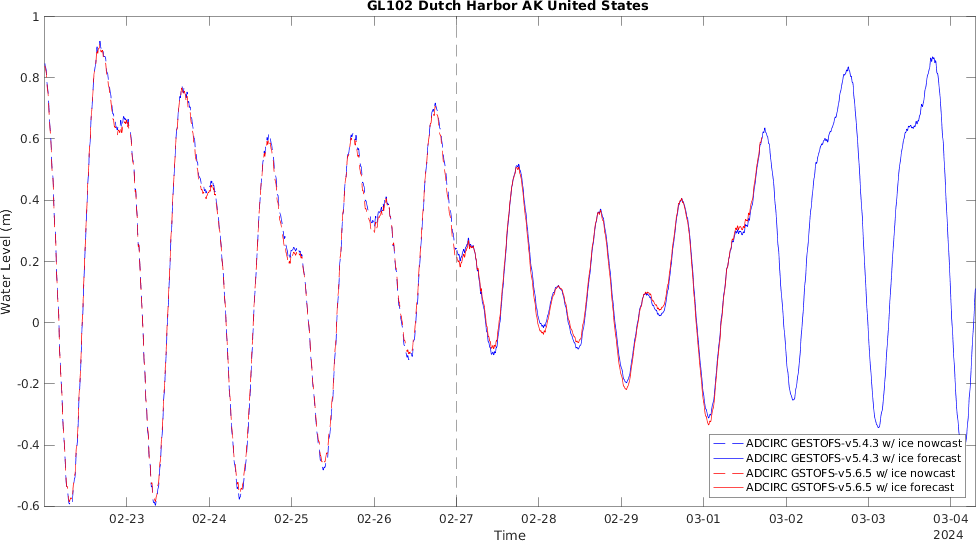 GL102 Dutch Harbor AK United States
1
0.8
0.6
0.4
0.2
0
-0.2
-0.4
-0.6
Water Level (m)
02-23 02-24 02-25 02-26 02-27 02-28 02-29 03-01 03-02 03-03 03-04
Time
2024
ADCIRC GESTOFS-v5.4.3 w/ ice nowcast
ADCIRC GESTOFS-v5.4.3 w/ ice forecast
ADCIRC GSTOFS-v5.6.5 w/ ice nowcast
ADCIRC GSTOFS-v5.6.5 w/ ice forecast